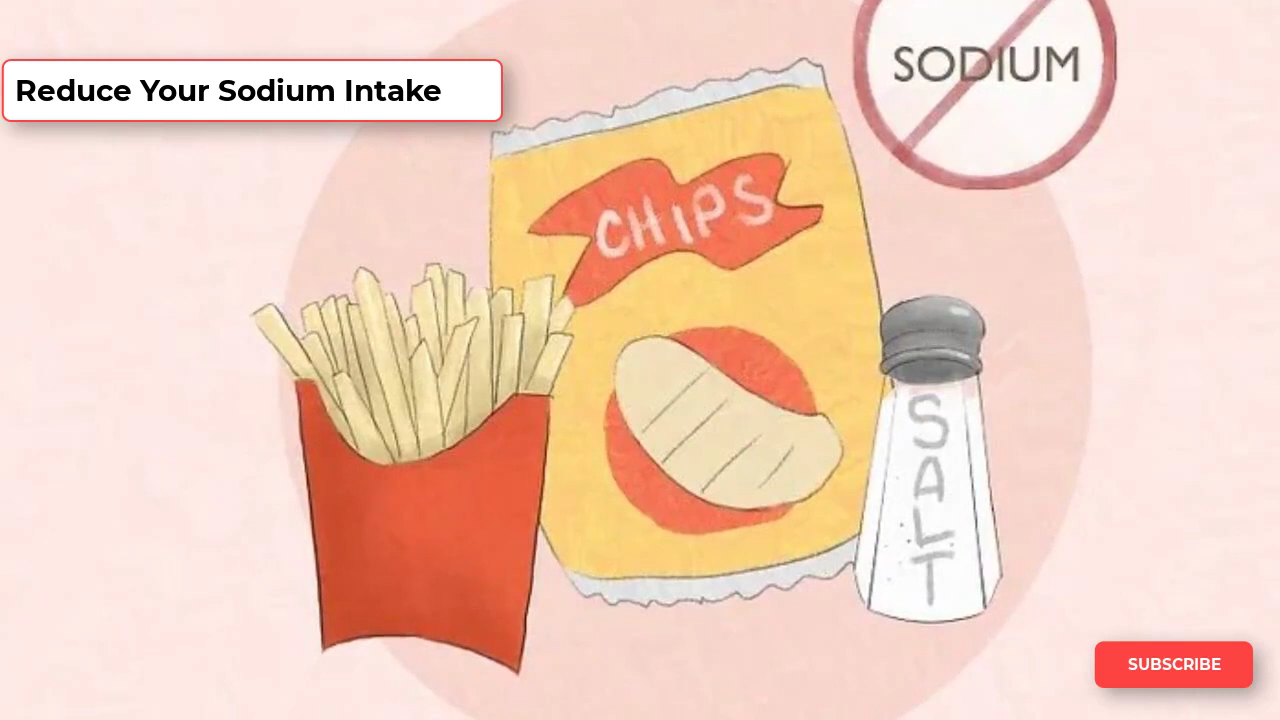 SODIUM
Reduce Your Sodium Intake
CHIPS
SALT
SUBSCRIBE